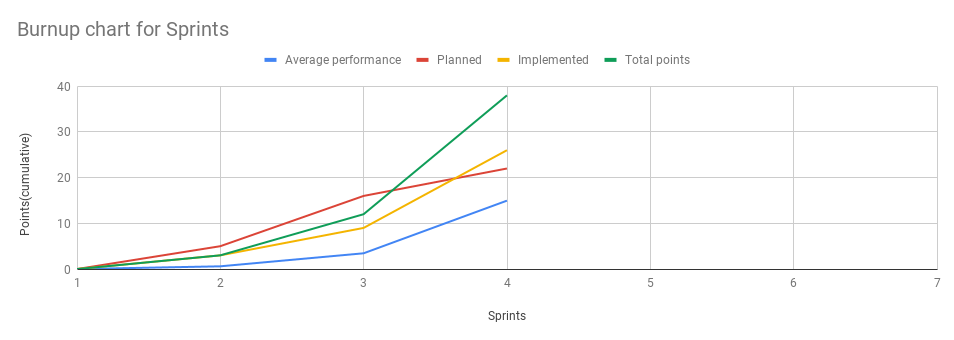 Burnup chart for Sprints
Average performance Planned Implemented Total points
Points(cumulative)
40
30
20
10
0
1 2 3 4 5 6 7
Sprints